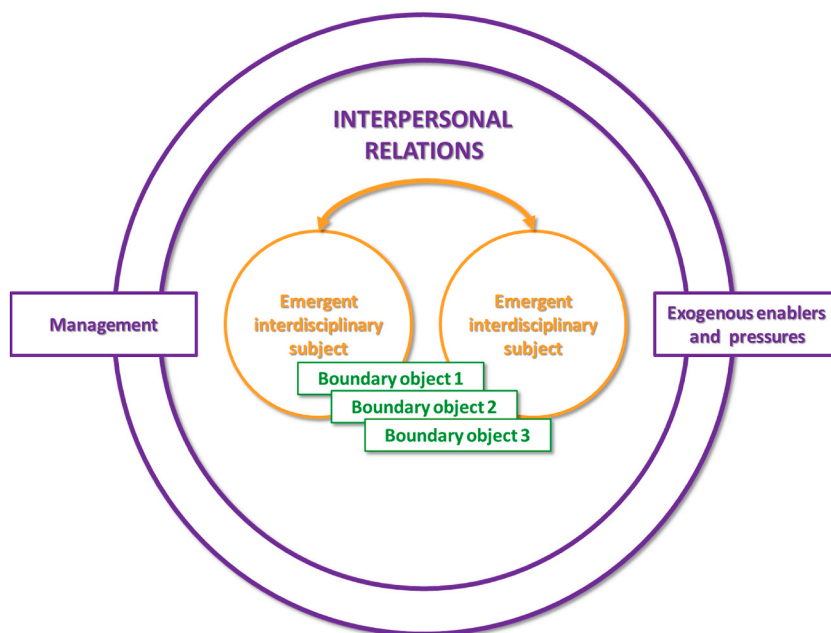 INTERPERSONAL
RELATIONS
Management
Emergent
interdisciplinary
subject
Emergent
interdisciplinary
subject
Exogenous enablers
and pressures
Boundary object 1
Boundary object 2
Boundary object 3